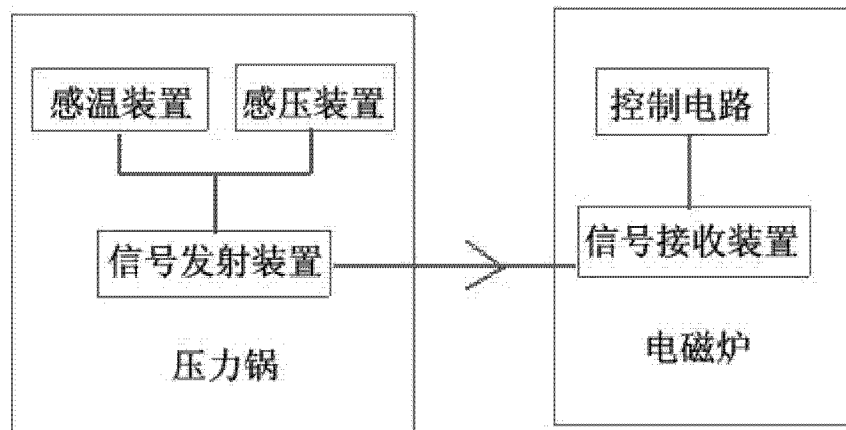 感温装置
感压装置
控制电路
信号发射装置
信号接收装置
压力锅
电磁炉